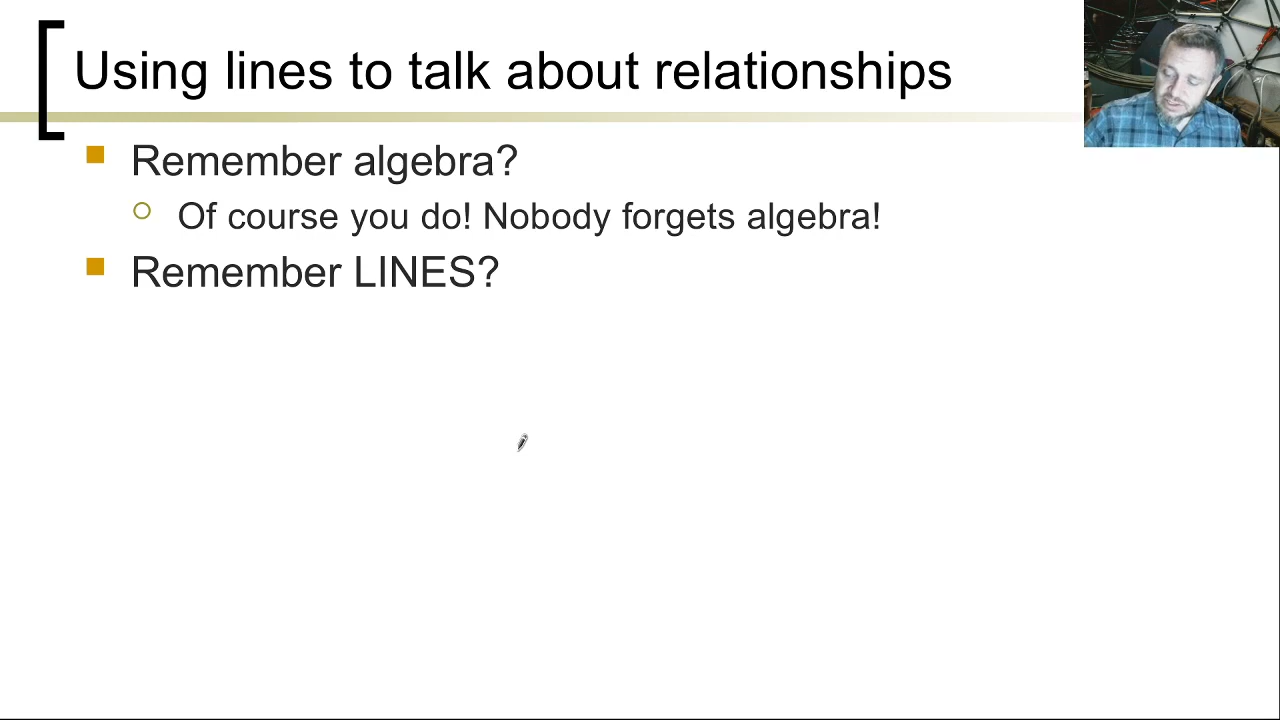 Using lines to talk about relationships
Remember algebra?
Of course you do! Nobody forgets algebra!
Remember LINES?